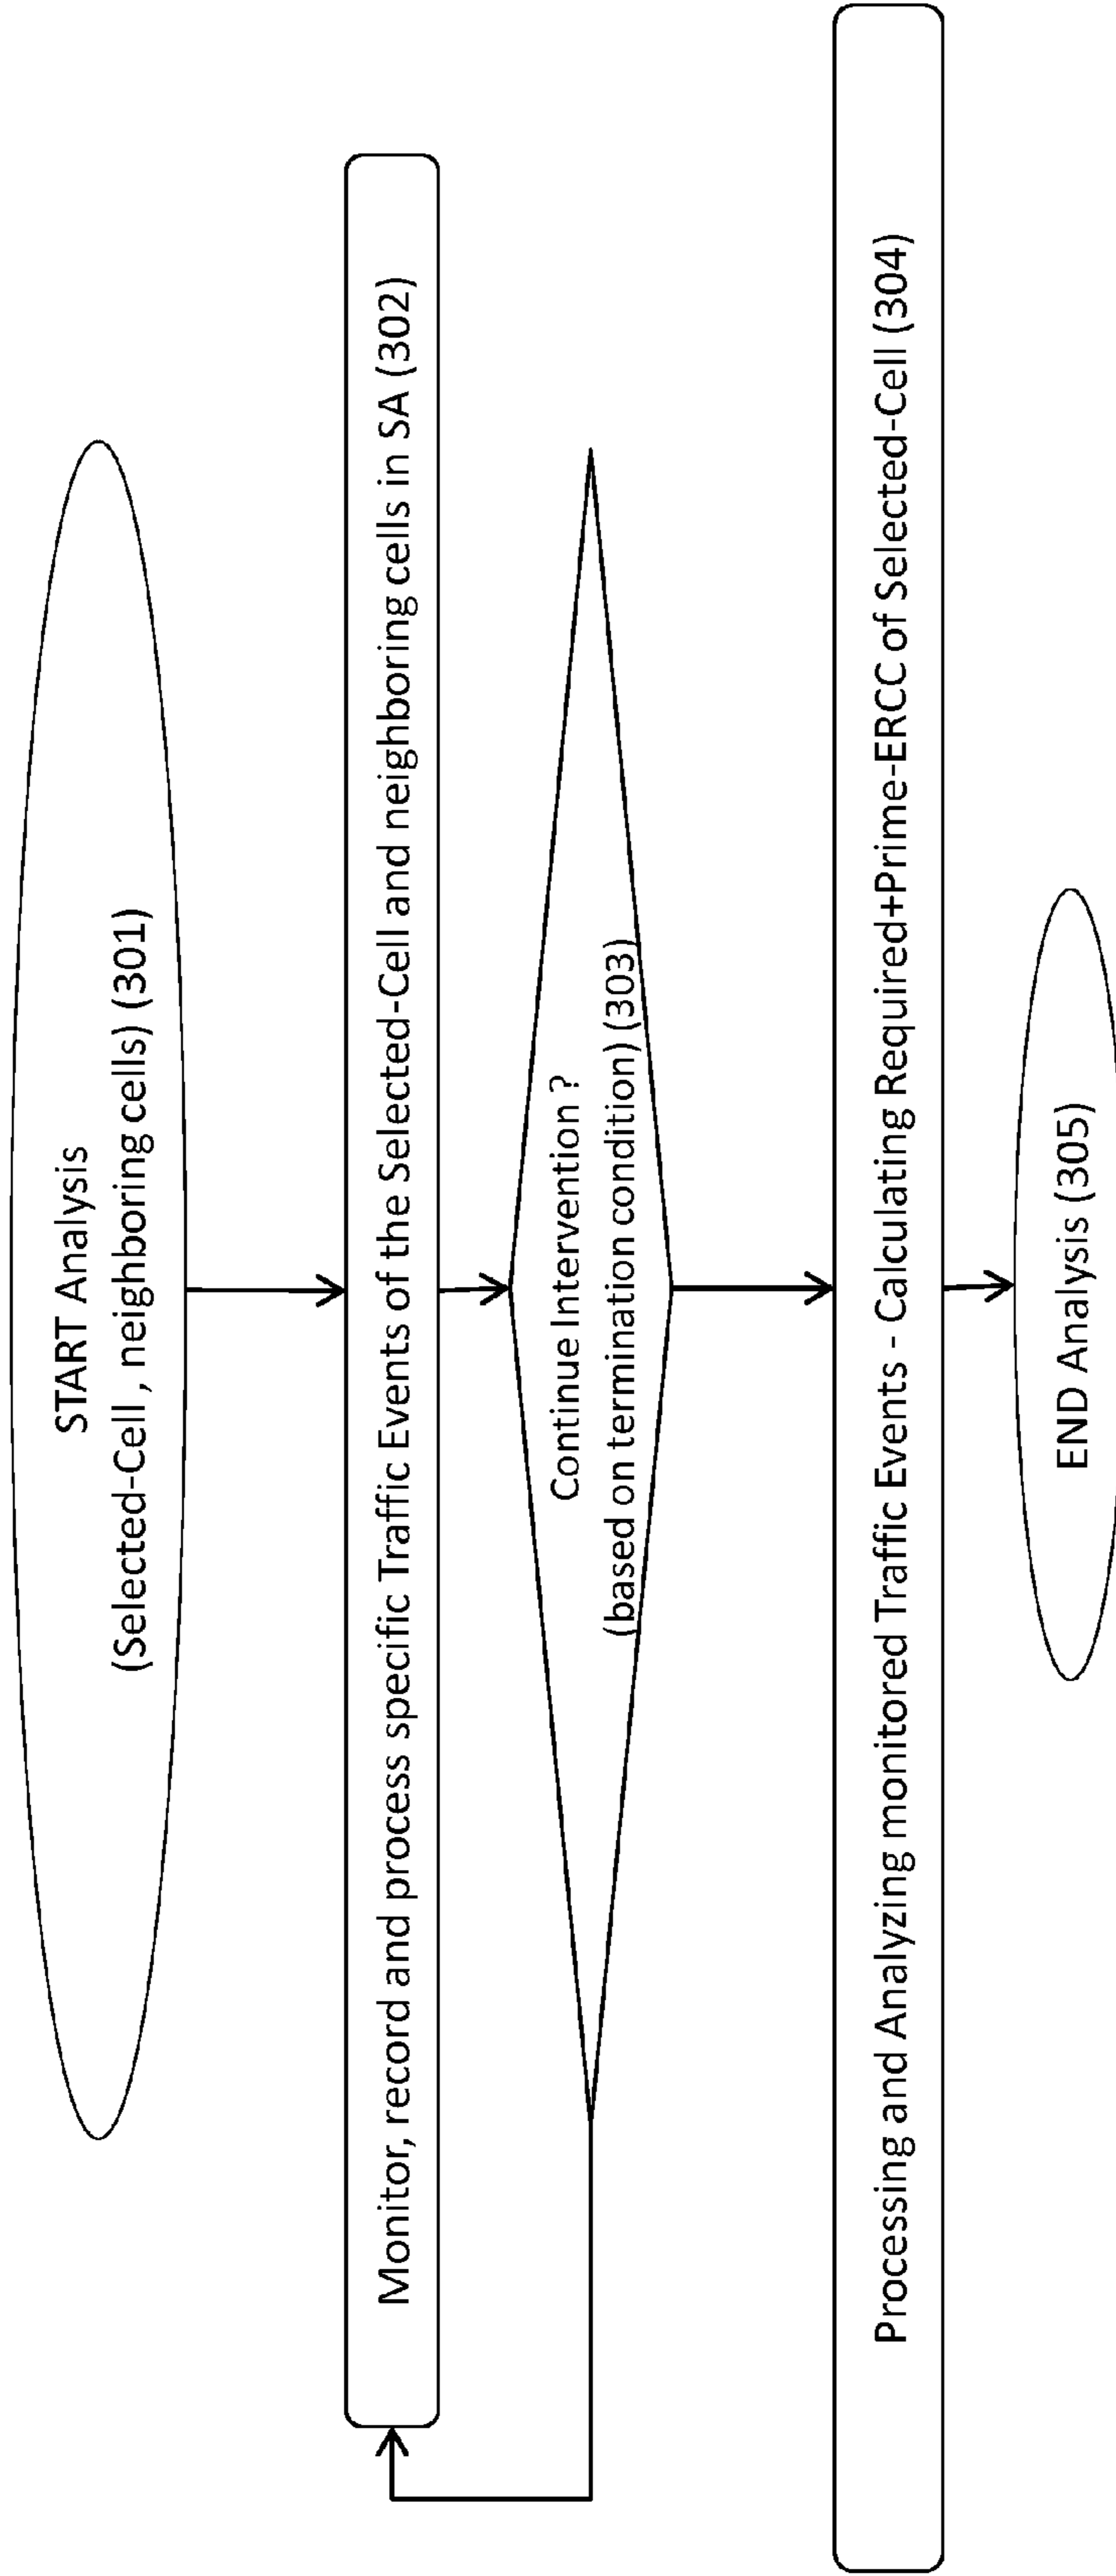 START Analysis
(Selected-Cell , neighboring cells) (301)
Monitor, record and process specific Traffic Events of the Selected-Cell and neighboring cells in SA (302)
Continue Intervention ?
(based on termination condition) (303)
Processing and Analyzing monitored Traffic Events - Calculating Required+Prime-ERCC of Selected-Cell (304)
END Analysis (305)